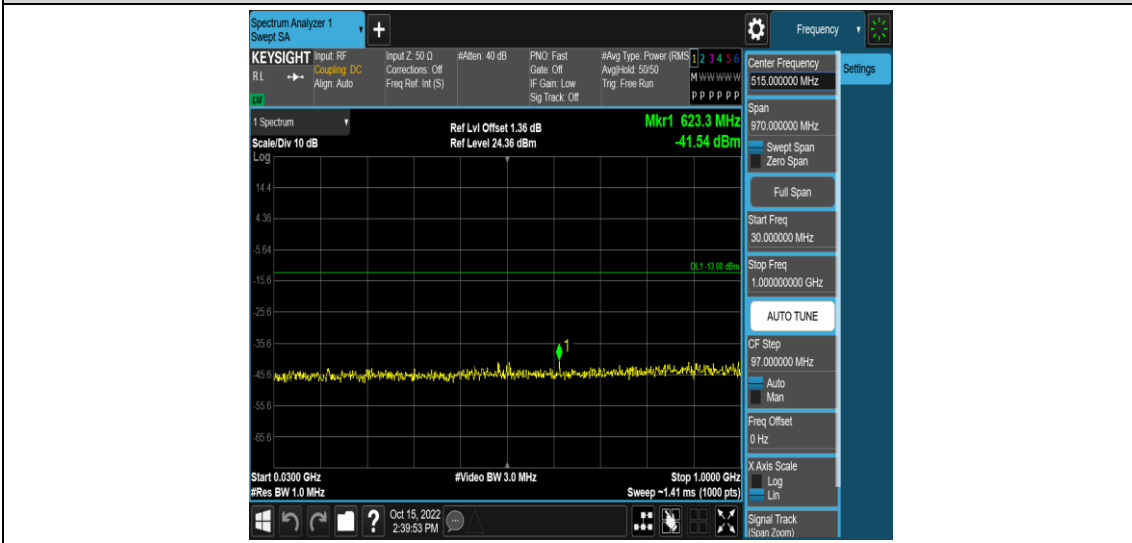 Spectrum Analyzer 1
Swept SA
+
Frequency
KEYSIGHT
R L
LXI
Input: RF
Coupling: DC
Align: Auto
Input Z: 50 Ω
Corrections: Off
Freq Ref: Int (S)
#Atten: 40 dB
PNO: Fast
Gate: Off
IF Gain: Low
Sig Track: Off
#Avg Type: Power (RMS
Avg|Hold: 50/50
Trig: Free Run
1 2 3 4 5 6
M W W W W W
P P P P P P
1 Spectrum
Scale/Div 10 dB
Log
Ref Lvl Offset 1.36 dB
Ref Level 24.36 dBm
Mkr1 623.3 MHz
-41.54 dBm
14.4
4.36
-5.64
DL1 -13.00 dBm
-15.6
-25.6
-35.6
1
-45.6
-55.6
-65.6
Start 0.0300 GHz
#Res BW 1.0 MHz
#Video BW 3.0 MHz
Stop 1.0000 GHz
Sweep ~1.41 ms (1000 pts)
?
Oct 15, 2022
2:39:53 PM
Center Frequency
515.000000 MHz
Settings
Span
970.000000 MHz
Swept Span
Zero Span
Full Span
Start Freq
30.000000 MHz
Stop Freq
1.000000000 GHz
AUTO TUNE
CF Step
97.000000 MHz
Auto
Man
Freq Offset
0 Hz
X Axis Scale
Log
Lin
Signal Track
(Span Zoom)